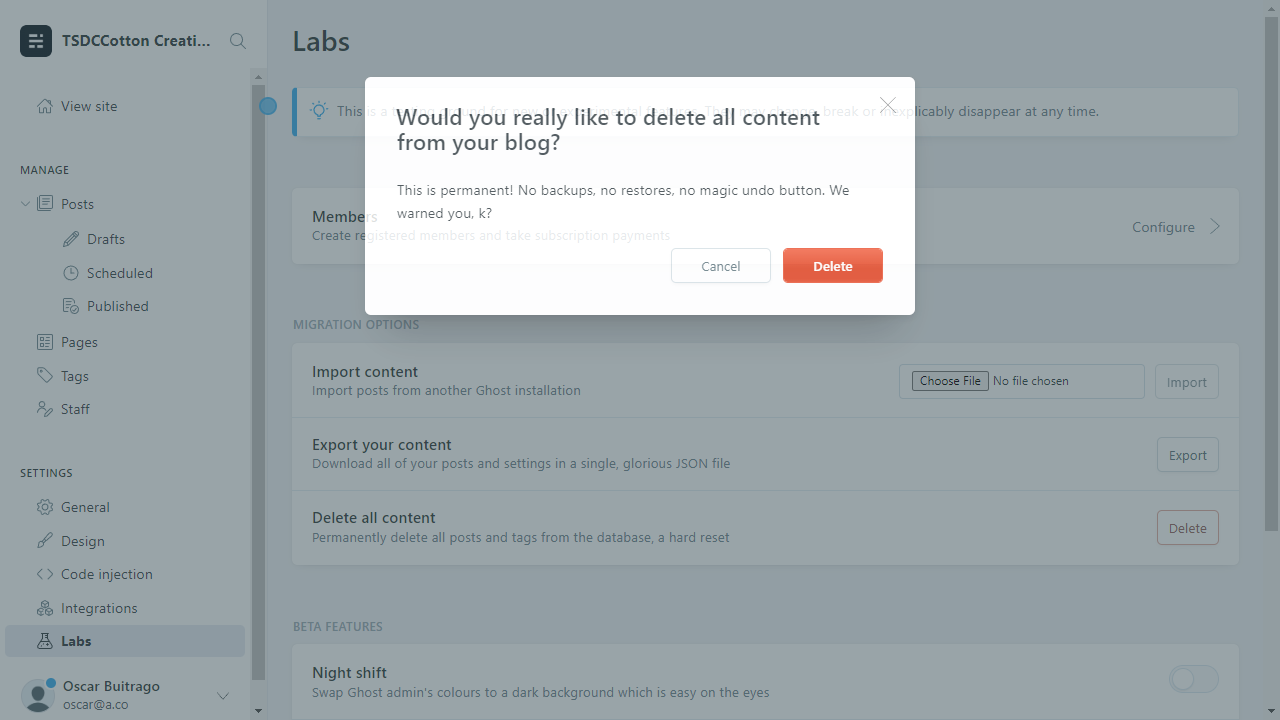 TSDCCotton Creati...
View site
MANAGE
Posts
Drafts
Scheduled
Published
Pages
Tags
Staff
SETTINGS
General
Design
Code injection
Integrations
Labs
Oscar Buitrago
oscar@a.co
Labs
This is a testing ground for new or experimental features. They may change, break or inexplicably disappear at any time.
Would you really like to delete all content
from your blog?
This is permanent! No backups, no restores, no magic undo button. We
warned you, k?
Cancel
Delete
Members
Create registered members and take subscription payments
Configure
MIGRATION OPTIONS
Import content
Import posts from another Ghost installation
Choose File No file chosen
Import
Export your content
Download all of your posts and settings in a single, glorious JSON file
Export
Delete all content
Permanently delete all posts and tags from the database, a hard reset
Delete
BETA FEATURES
Night shift
Swap Ghost admin's colours to a dark background which is easy on the eyes